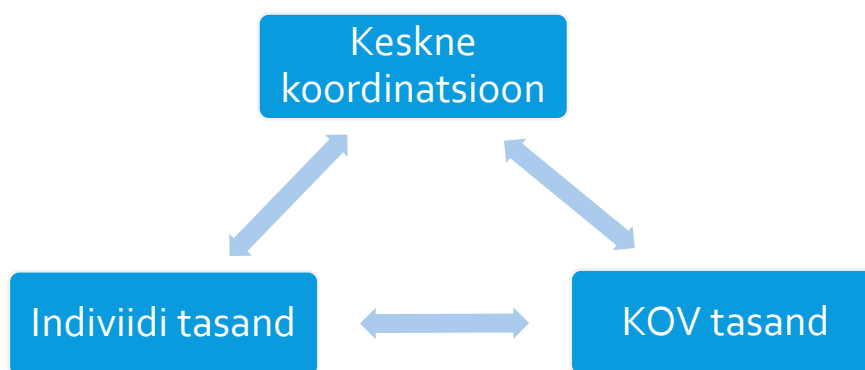 Keskne
koordinatsioon
Indiviidi tasand
KOV tasand